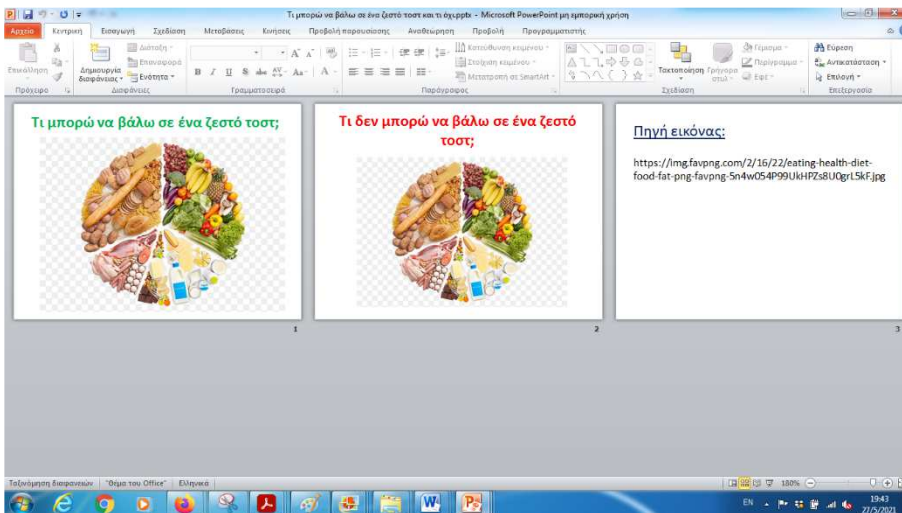 Τι μπορώ να βάλω σε ένα ζεστό τοστ και τι όχι.pptx - Microsoft PowerPoint μη εμπορική χρήση
Αρχείο Κεντρική Εισαγωγή Σχεδίαση Μεταβάσεις Κινήσεις Προβολή παρουσίασης Αναθεώρηση Προβολή Προγραμματιστής
Επικόλληση
Δημιουργία διαφάνειας
Διάταξη
Επαναφορά
Ενότητα
Κατεύθυνση κειμένου
Στοίχιση κειμένου
Μετατροπή σε SmartArt
Τακτοποίηση
Γρήγορα στυλ
Γέμισμα
Περίγραμμα
Εφέ
Εύρεση
Αντικατάσταση
Επιλογή
Πρόχειρο Διαφάνειες Γραμματοσειρά Παράγραφος Σχεδίαση Επεξεργασία
Τι μπορώ να βάλω σε ένα ζεστό τοστ;
1
Τι δεν μπορώ να βάλω σε ένα ζεστό
τοστ;
2
Πηγή εικόνας:
https://img.favpng.com/2/16/22/eating-health-diet-
food-fat-png-favpng-5n4w054P99UkHPZs8U0grL5kF.jpg
3
Ταξινόμηση διαφανειών "Θέμα του Office" Ελληνικά 180%
EN 19:43
27/5/2021